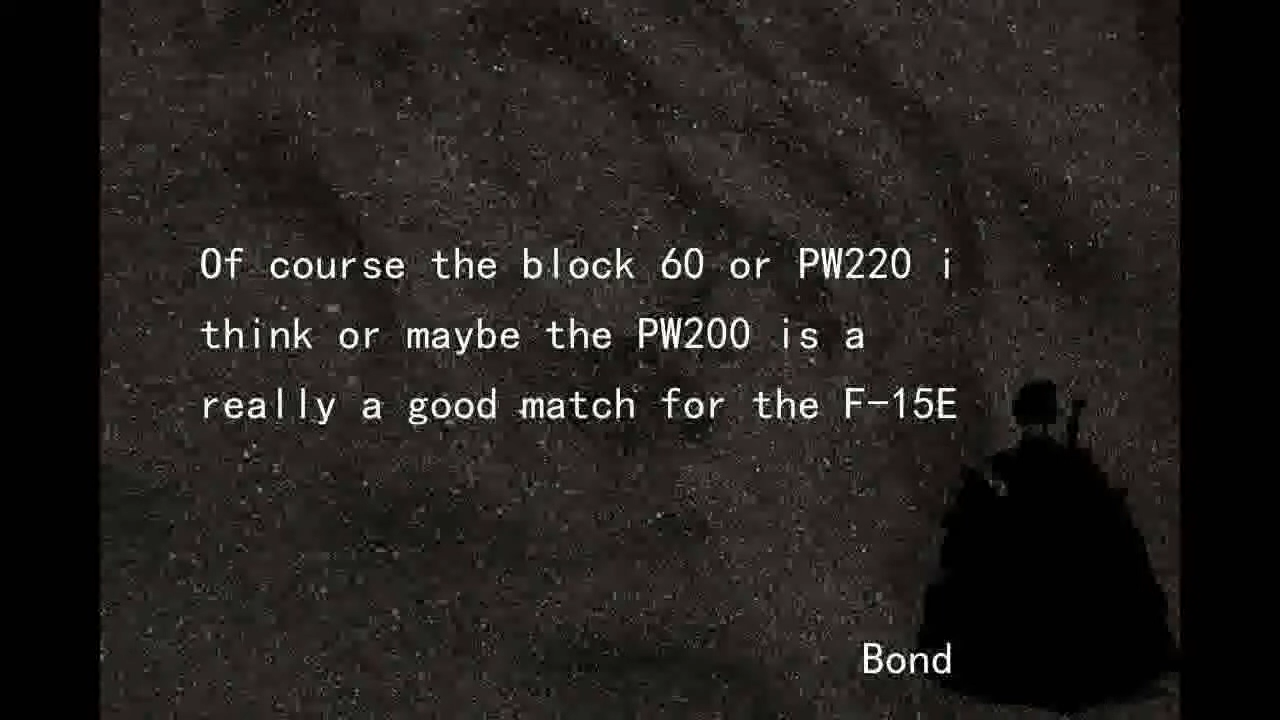 Of course the block 60 or PW220 i
think or maybe the PW200 is a
really a good match for the F-15E
Bond